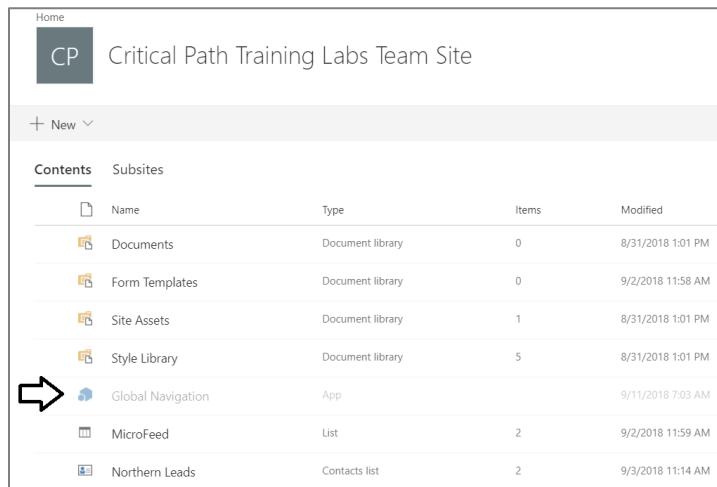 Home
CP Critical Path Training Labs Team Site
+ New
Contents Subsites
Name Type Items Modified
Documents Document library 0 8/31/2018 1:01 PM
Form Templates Document library 0 9/2/2018 11:58 AM
Site Assets Document library 1 8/31/2018 1:01 PM
Style Library Document library 5 8/31/2018 1:01 PM
Global Navigation App 9/11/2018 7:03 AM
MicroFeed List 2 9/2/2018 11:59 AM
Northern Leads Contacts list 2 9/3/2018 11:14 AM